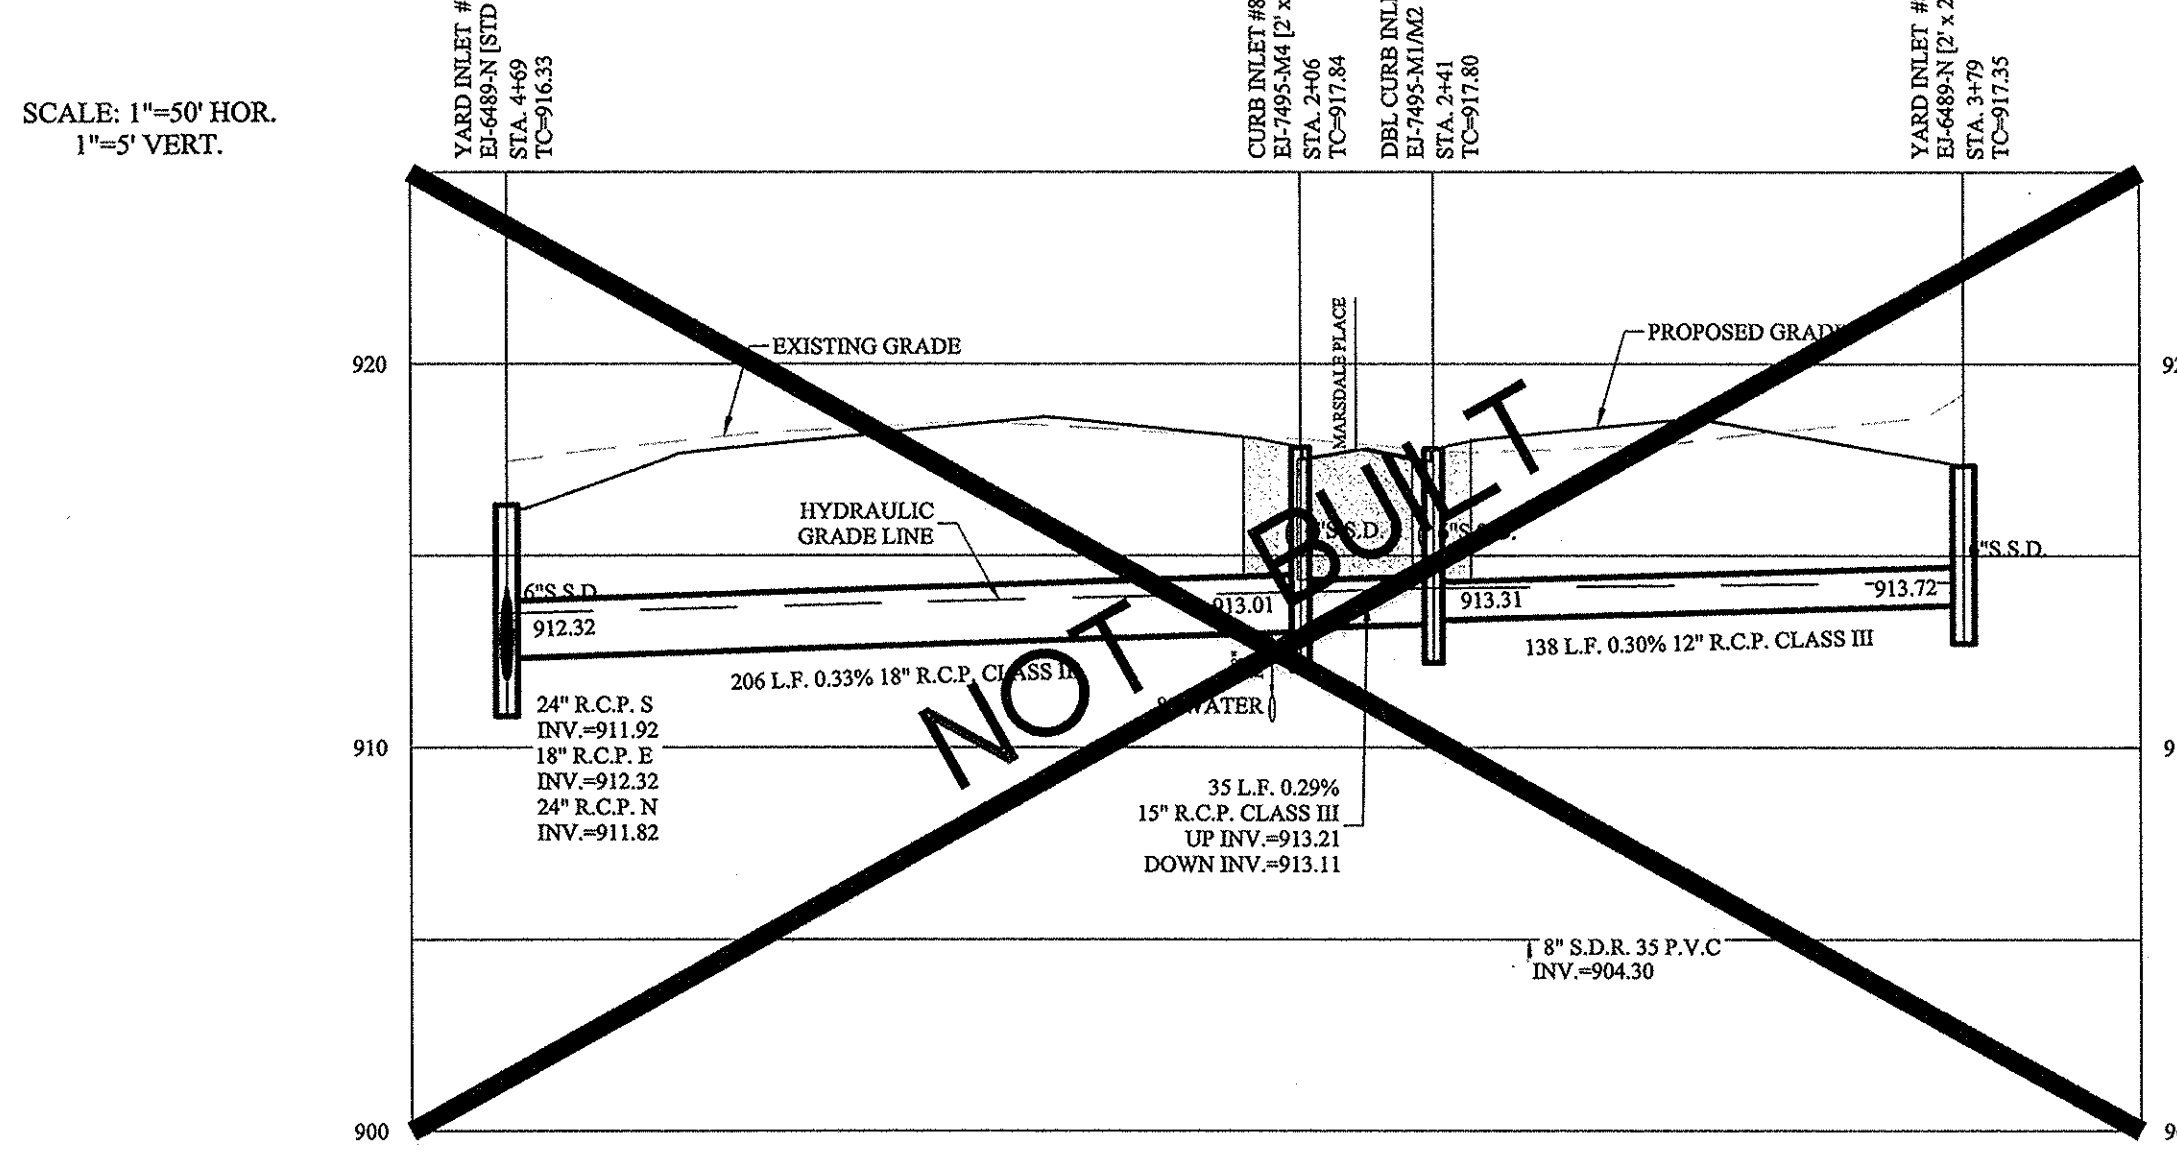 SCALE: 1"=50' HOR.
1"=5' VERT.
YARD INLET #
EJ-6489-N [STD
STA. 4+69
TC=916.33
CURB INLET #8
EJ-7495-M4 [2' x
STA. 2+06
TC=917.84
DBL CURB INL
EJ-7495-M1/M2
STA. 2+41
TC=917.80
YARD INLET #
EJ-6489-N [2' x 2
STA. 3+79
TC=917.35
920
EXISTING GRADE
MARSDALE PLACE
PROPOSED GRADE
HYDRAULIC
GRADE LINE
6"S.S.D.
"S.S.D.
"S.S.D.
912.32
913.01
913.31
913.72
206 L.F. 0.33% 18" R.C.P. CLASS III
138 L.F. 0.30% 12" R.C.P. CLASS III
NOT BUILT
24" R.C.P. S
INV.=911.92
18" R.C.P. E
INV.=912.32
24" R.C.P. N
INV.=911.82
WATER
910
35 L.F. 0.29%
15" R.C.P. CLASS III
UP INV.=913.21
DOWN INV.=913.11
8" S.D.R. 35 P.V.C
INV.=904.30
900